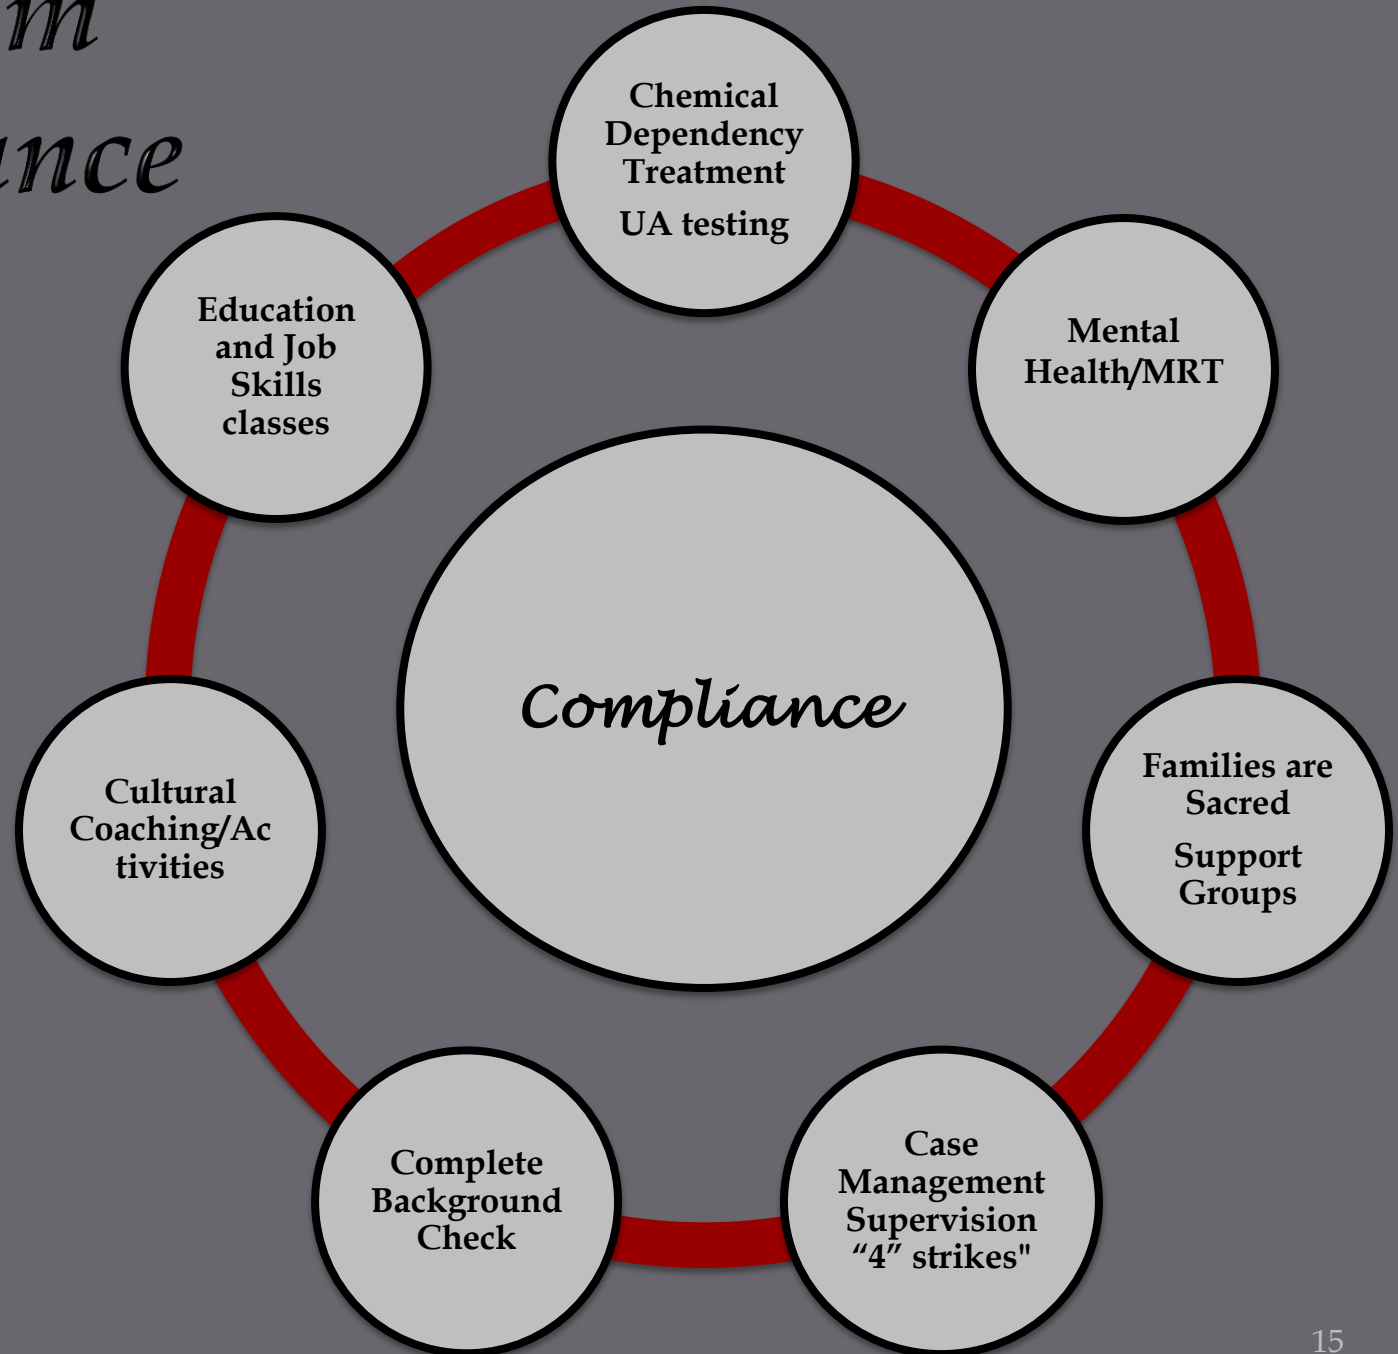 Chemical
Dependency
Treatment
UA testing
Mental
Health/MRT
Families are
Sacred
Support
Groups
Case
Management
Supervision
“4” strikes"
Complete
Background
Check
Cultural
Coaching/Ac
tivities
Education
and Job
Skills
classes
Compliance
15